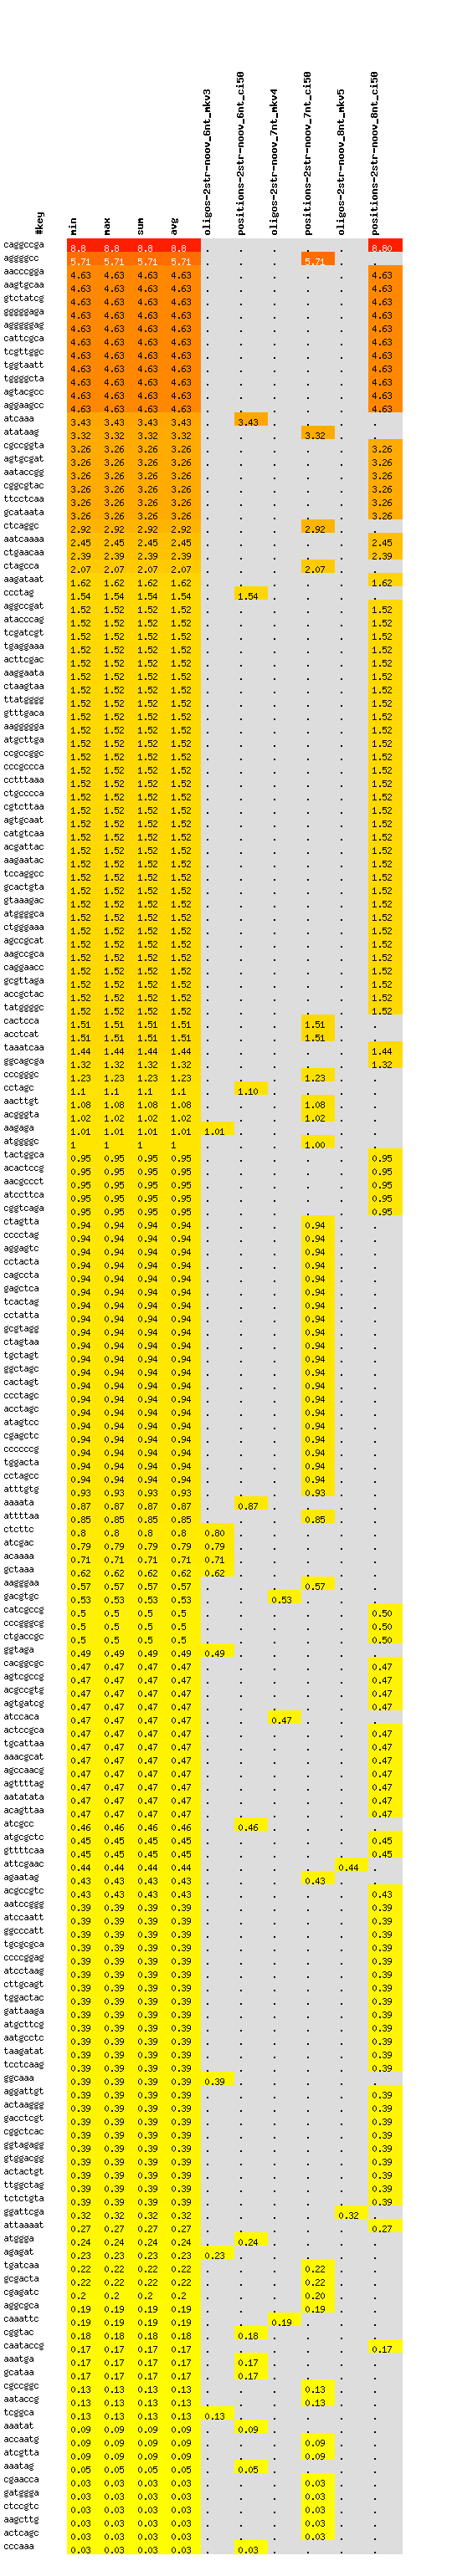 #key min max sum avg oligos-2str-noov_6nt_mkv3 positions-2str-noov_6nt_ci50 oligos-2str-noov_7nt_mkv4 positions-2str-noov_7nt_ci50 oligos-2str-noov_8nt_mkv5 positions-2str-noov_8nt_ci50
caggccga 8.8 8.8 8.8 8.8 . . . . . 8.80
aggggcc 5.71 5.71 5.71 5.71 . . . 5.71 . .
aacccgga 4.63 4.63 4.63 4.63 . . . . . 4.63
aagtgcaa 4.63 4.63 4.63 4.63 . . . . . 4.63
gtctatcg 4.63 4.63 4.63 4.63 . . . . . 4.63
gggggaga 4.63 4.63 4.63 4.63 . . . . . 4.63
agggggag 4.63 4.63 4.63 4.63 . . . . . 4.63
cattcgca 4.63 4.63 4.63 4.63 . . . . . 4.63
tcgttggc 4.63 4.63 4.63 4.63 . . . . . 4.63
tggtaatt 4.63 4.63 4.63 4.63 . . . . . 4.63
tggggcta 4.63 4.63 4.63 4.63 . . . . . 4.63
agtacgcc 4.63 4.63 4.63 4.63 . . . . . 4.63
aggaagcc 4.63 4.63 4.63 4.63 . . . . . 4.63
atcaaa 3.43 3.43 3.43 3.43 . 3.43 . . . .
atataag 3.32 3.32 3.32 3.32 . . . 3.32 . .
cgccggta 3.26 3.26 3.26 3.26 . . . . . 3.26
agtgcgat 3.26 3.26 3.26 3.26 . . . . . 3.26
aataccgg 3.26 3.26 3.26 3.26 . . . . . 3.26
cggcgtac 3.26 3.26 3.26 3.26 . . . . . 3.26
ttcctcaa 3.26 3.26 3.26 3.26 . . . . . 3.26
gcataata 3.26 3.26 3.26 3.26 . . . . . 3.26
ctcaggc 2.92 2.92 2.92 2.92 . . . 2.92 . .
aatcaaaa 2.45 2.45 2.45 2.45 . . . . . 2.45
ctgaacaa 2.39 2.39 2.39 2.39 . . . . . 2.39
ctagcca 2.07 2.07 2.07 2.07 . . . 2.07 . .
aagataat 1.62 1.62 1.62 1.62 . . . . . 1.62
ccctag 1.54 1.54 1.54 1.54 . 1.54 . . . .
aggccgat 1.52 1.52 1.52 1.52 . . . . . 1.52
atacccag 1.52 1.52 1.52 1.52 . . . . . 1.52
tcgatcgt 1.52 1.52 1.52 1.52 . . . . . 1.52
tgaggaaa 1.52 1.52 1.52 1.52 . . . . . 1.52
acttcgac 1.52 1.52 1.52 1.52 . . . . . 1.52
aaggaata 1.52 1.52 1.52 1.52 . . . . . 1.52
ctaagtaa 1.52 1.52 1.52 1.52 . . . . . 1.52
ttatgggg 1.52 1.52 1.52 1.52 . . . . . 1.52
gtttgaca 1.52 1.52 1.52 1.52 . . . . . 1.52
aaggggga 1.52 1.52 1.52 1.52 . . . . . 1.52
atgcttga 1.52 1.52 1.52 1.52 . . . . . 1.52
ccgccggc 1.52 1.52 1.52 1.52 . . . . . 1.52
cccgccca 1.52 1.52 1.52 1.52 . . . . . 1.52
cctttaaa 1.52 1.52 1.52 1.52 . . . . . 1.52
ctgcccca 1.52 1.52 1.52 1.52 . . . . . 1.52
cgtcttaa 1.52 1.52 1.52 1.52 . . . . . 1.52
agtgcaat 1.52 1.52 1.52 1.52 . . . . . 1.52
catgtcaa 1.52 1.52 1.52 1.52 . . . . . 1.52
acgattac 1.52 1.52 1.52 1.52 . . . . . 1.52
aagaatac 1.52 1.52 1.52 1.52 . . . . . 1.52
tccaggcc 1.52 1.52 1.52 1.52 . . . . . 1.52
gcactgta 1.52 1.52 1.52 1.52 . . . . . 1.52
gtaaagac 1.52 1.52 1.52 1.52 . . . . . 1.52
atggggca 1.52 1.52 1.52 1.52 . . . . . 1.52
ctgggaaa 1.52 1.52 1.52 1.52 . . . . . 1.52
agccgcat 1.52 1.52 1.52 1.52 . . . . . 1.52
aagccgca 1.52 1.52 1.52 1.52 . . . . . 1.52
caggaacc 1.52 1.52 1.52 1.52 . . . . . 1.52
gcgttaga 1.52 1.52 1.52 1.52 . . . . . 1.52
accgctac 1.52 1.52 1.52 1.52 . . . . . 1.52
tatggggc 1.52 1.52 1.52 1.52 . . . . . 1.52
cactcca 1.51 1.51 1.51 1.51 . . . 1.51 . .
acctcat 1.51 1.51 1.51 1.51 . . . 1.51 . .
taaatcaa 1.44 1.44 1.44 1.44 . . . . . 1.44
ggcagcga 1.32 1.32 1.32 1.32 . . . . . 1.32
cccgggc 1.23 1.23 1.23 1.23 . . . 1.23 . .
cctagc 1.1 1.1 1.1 1.1 . 1.10 . . . .
aacttgt 1.08 1.08 1.08 1.08 . . . 1.08 . .
acgggta 1.02 1.02 1.02 1.02 . . . 1.02 . .
aagaga 1.01 1.01 1.01 1.01 1.01 . . . . .
atggggc 1 1 1 1 . . . 1.00 . .
tactggca 0.95 0.95 0.95 0.95 . . . . . 0.95
acactccg 0.95 0.95 0.95 0.95 . . . . . 0.95
aacgccct 0.95 0.95 0.95 0.95 . . . . . 0.95
atccttca 0.95 0.95 0.95 0.95 . . . . . 0.95
cggtcaga 0.95 0.95 0.95 0.95 . . . . . 0.95
ctagtta 0.94 0.94 0.94 0.94 . . . 0.94 . .
cccctag 0.94 0.94 0.94 0.94 . . . 0.94 . .
aggagtc 0.94 0.94 0.94 0.94 . . . 0.94 . .
cctacta 0.94 0.94 0.94 0.94 . . . 0.94 . .
cagccta 0.94 0.94 0.94 0.94 . . . 0.94 . .
gagctca 0.94 0.94 0.94 0.94 . . . 0.94 . .
tcactag 0.94 0.94 0.94 0.94 . . . 0.94 . .
cctatta 0.94 0.94 0.94 0.94 . . . 0.94 . .
gcgtagg 0.94 0.94 0.94 0.94 . . . 0.94 . .
ctagtaa 0.94 0.94 0.94 0.94 . . . 0.94 . .
tgctagt 0.94 0.94 0.94 0.94 . . . 0.94 . .
ggctagc 0.94 0.94 0.94 0.94 . . . 0.94 . .
cactagt 0.94 0.94 0.94 0.94 . . . 0.94 . .
ccctagc 0.94 0.94 0.94 0.94 . . . 0.94 . .
acctagc 0.94 0.94 0.94 0.94 . . . 0.94 . .
atagtcc 0.94 0.94 0.94 0.94 . . . 0.94 . .
cgagctc 0.94 0.94 0.94 0.94 . . . 0.94 . .
ccccccg 0.94 0.94 0.94 0.94 . . . 0.94 . .
tggacta 0.94 0.94 0.94 0.94 . . . 0.94 . .
cctagcc 0.94 0.94 0.94 0.94 . . . 0.94 . .
atttgtg 0.93 0.93 0.93 0.93 . . . 0.93 . .
aaaata 0.87 0.87 0.87 0.87 . 0.87 . . . .
attttaa 0.85 0.85 0.85 0.85 . . . 0.85 . .
ctcttc 0.8 0.8 0.8 0.8 0.80 . . . . .
atcgac 0.79 0.79 0.79 0.79 0.79 . . . . .
acaaaa 0.71 0.71 0.71 0.71 0.71 . . . . .
gctaaa 0.62 0.62 0.62 0.62 0.62 . . . . .
aagggaa 0.57 0.57 0.57 0.57 . . . 0.57 . .
gacgtgc 0.53 0.53 0.53 0.53 . . 0.53 . . .
catcgccg 0.5 0.5 0.5 0.5 . . . . . 0.50
cccgggcg 0.5 0.5 0.5 0.5 . . . . . 0.50
ctgaccgc 0.5 0.5 0.5 0.5 . . . . . 0.50
ggtaga 0.49 0.49 0.49 0.49 0.49 . . . . .
cacggcgc 0.47 0.47 0.47 0.47 . . . . . 0.47
agtcgccg 0.47 0.47 0.47 0.47 . . . . . 0.47
acgccgtg 0.47 0.47 0.47 0.47 . . . . . 0.47
agtgatcg 0.47 0.47 0.47 0.47 . . . . . 0.47
atccaca 0.47 0.47 0.47 0.47 . . 0.47 . . .
actccgca 0.47 0.47 0.47 0.47 . . . . . 0.47
tgcattaa 0.47 0.47 0.47 0.47 . . . . . 0.47
aaacgcat 0.47 0.47 0.47 0.47 . . . . . 0.47
agccaacg 0.47 0.47 0.47 0.47 . . . . . 0.47
agttttag 0.47 0.47 0.47 0.47 . . . . . 0.47
aatatata 0.47 0.47 0.47 0.47 . . . . . 0.47
acagttaa 0.47 0.47 0.47 0.47 . . . . . 0.47
atcgcc 0.46 0.46 0.46 0.46 . 0.46 . . . .
atgcgctc 0.45 0.45 0.45 0.45 . . . . . 0.45
gttttcaa 0.45 0.45 0.45 0.45 . . . . . 0.45
attcgaac 0.44 0.44 0.44 0.44 . . . . 0.44 .
agaatag 0.43 0.43 0.43 0.43 . . . 0.43 . .
acgccgtc 0.43 0.43 0.43 0.43 . . . . . 0.43
aatccggg 0.39 0.39 0.39 0.39 . . . . . 0.39
atccaatt 0.39 0.39 0.39 0.39 . . . . . 0.39
ggcccatt 0.39 0.39 0.39 0.39 . . . . . 0.39
tgcgcgca 0.39 0.39 0.39 0.39 . . . . . 0.39
ccccggag 0.39 0.39 0.39 0.39 . . . . . 0.39
atcctaag 0.39 0.39 0.39 0.39 . . . . . 0.39
cttgcagt 0.39 0.39 0.39 0.39 . . . . . 0.39
tggactac 0.39 0.39 0.39 0.39 . . . . . 0.39
gattaaga 0.39 0.39 0.39 0.39 . . . . . 0.39
atgcttcg 0.39 0.39 0.39 0.39 . . . . . 0.39
aatgcctc 0.39 0.39 0.39 0.39 . . . . . 0.39
taagatat 0.39 0.39 0.39 0.39 . . . . . 0.39
tcctcaag 0.39 0.39 0.39 0.39 . . . . . 0.39
ggcaaa 0.39 0.39 0.39 0.39 0.39 . . . . .
aggattgt 0.39 0.39 0.39 0.39 . . . . . 0.39
actaaggg 0.39 0.39 0.39 0.39 . . . . . 0.39
gacctcgt 0.39 0.39 0.39 0.39 . . . . . 0.39
cggctcac 0.39 0.39 0.39 0.39 . . . . . 0.39
ggtagagg 0.39 0.39 0.39 0.39 . . . . . 0.39
gtggacgg 0.39 0.39 0.39 0.39 . . . . . 0.39
actactgt 0.39 0.39 0.39 0.39 . . . . . 0.39
ttggctag 0.39 0.39 0.39 0.39 . . . . . 0.39
tctctgta 0.39 0.39 0.39 0.39 . . . . . 0.39
ggattcga 0.32 0.32 0.32 0.32 . . . . 0.32 .
attaaaat 0.27 0.27 0.27 0.27 . . . . . 0.27
atggga 0.24 0.24 0.24 0.24 . 0.24 . . . .
agagat 0.23 0.23 0.23 0.23 0.23 . . . . .
tgatcaa 0.22 0.22 0.22 0.22 . . . 0.22 . .
gcgacta 0.22 0.22 0.22 0.22 . . . 0.22 . .
cgagatc 0.2 0.2 0.2 0.2 . . . 0.20 . .
aggcgca 0.19 0.19 0.19 0.19 . . . 0.19 . .
caaattc 0.19 0.19 0.19 0.19 . . 0.19 . . .
cggtac 0.18 0.18 0.18 0.18 . 0.18 . . . .
caataccg 0.17 0.17 0.17 0.17 . . . . . 0.17
aaatga 0.17 0.17 0.17 0.17 . 0.17 . . . .
gcataa 0.17 0.17 0.17 0.17 . 0.17 . . . .
cgccggc 0.13 0.13 0.13 0.13 . . . 0.13 . .
aataccg 0.13 0.13 0.13 0.13 . . . 0.13 . .
tcggca 0.13 0.13 0.13 0.13 0.13 . . . . .
aaatat 0.09 0.09 0.09 0.09 . 0.09 . . . .
accaatg 0.09 0.09 0.09 0.09 . . . 0.09 . .
atcgtta 0.09 0.09 0.09 0.09 . . . 0.09 . .
aaatag 0.05 0.05 0.05 0.05 . 0.05 . . . .
cgaacca 0.03 0.03 0.03 0.03 . . . 0.03 . .
gatggga 0.03 0.03 0.03 0.03 . . . 0.03 . .
ctccgtc 0.03 0.03 0.03 0.03 . . . 0.03 . .
aagcttg 0.03 0.03 0.03 0.03 . . . 0.03 . .
actcagc 0.03 0.03 0.03 0.03 . . . 0.03 . .
cccaaa 0.03 0.03 0.03 0.03 . 0.03 . . . .